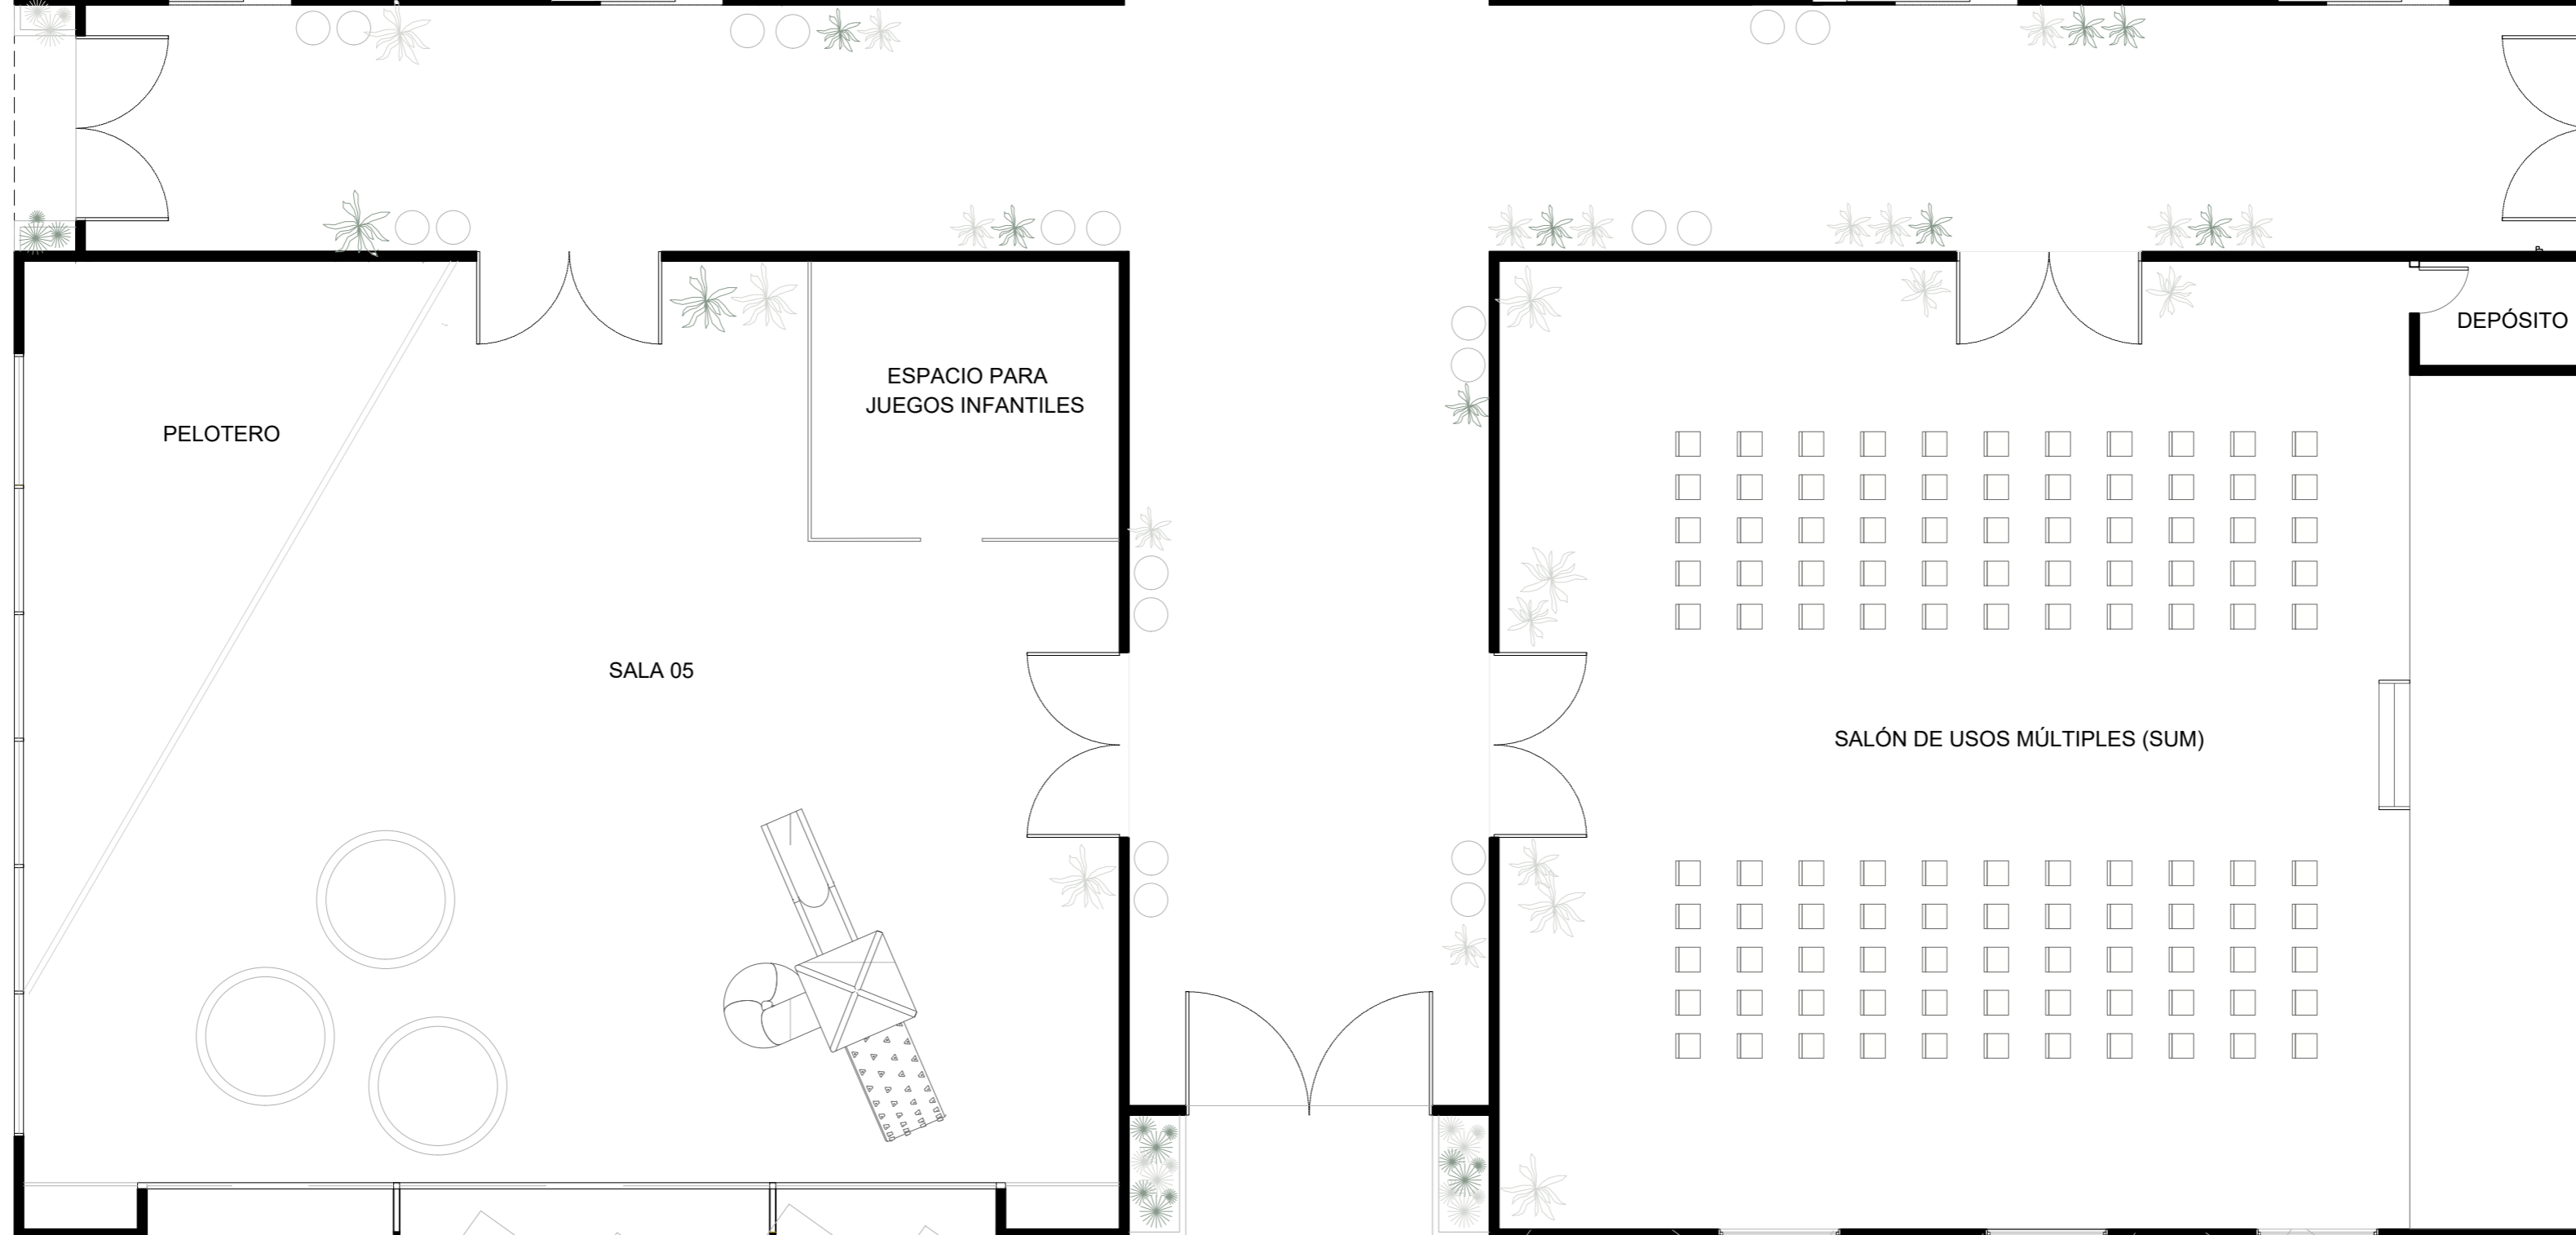 DEPÓSITO
ESPACIO PARA
JUEGOS INFANTILES
PELOTERO
SALA 05
SALÓN DE USOS MÚLTIPLES (SUM)